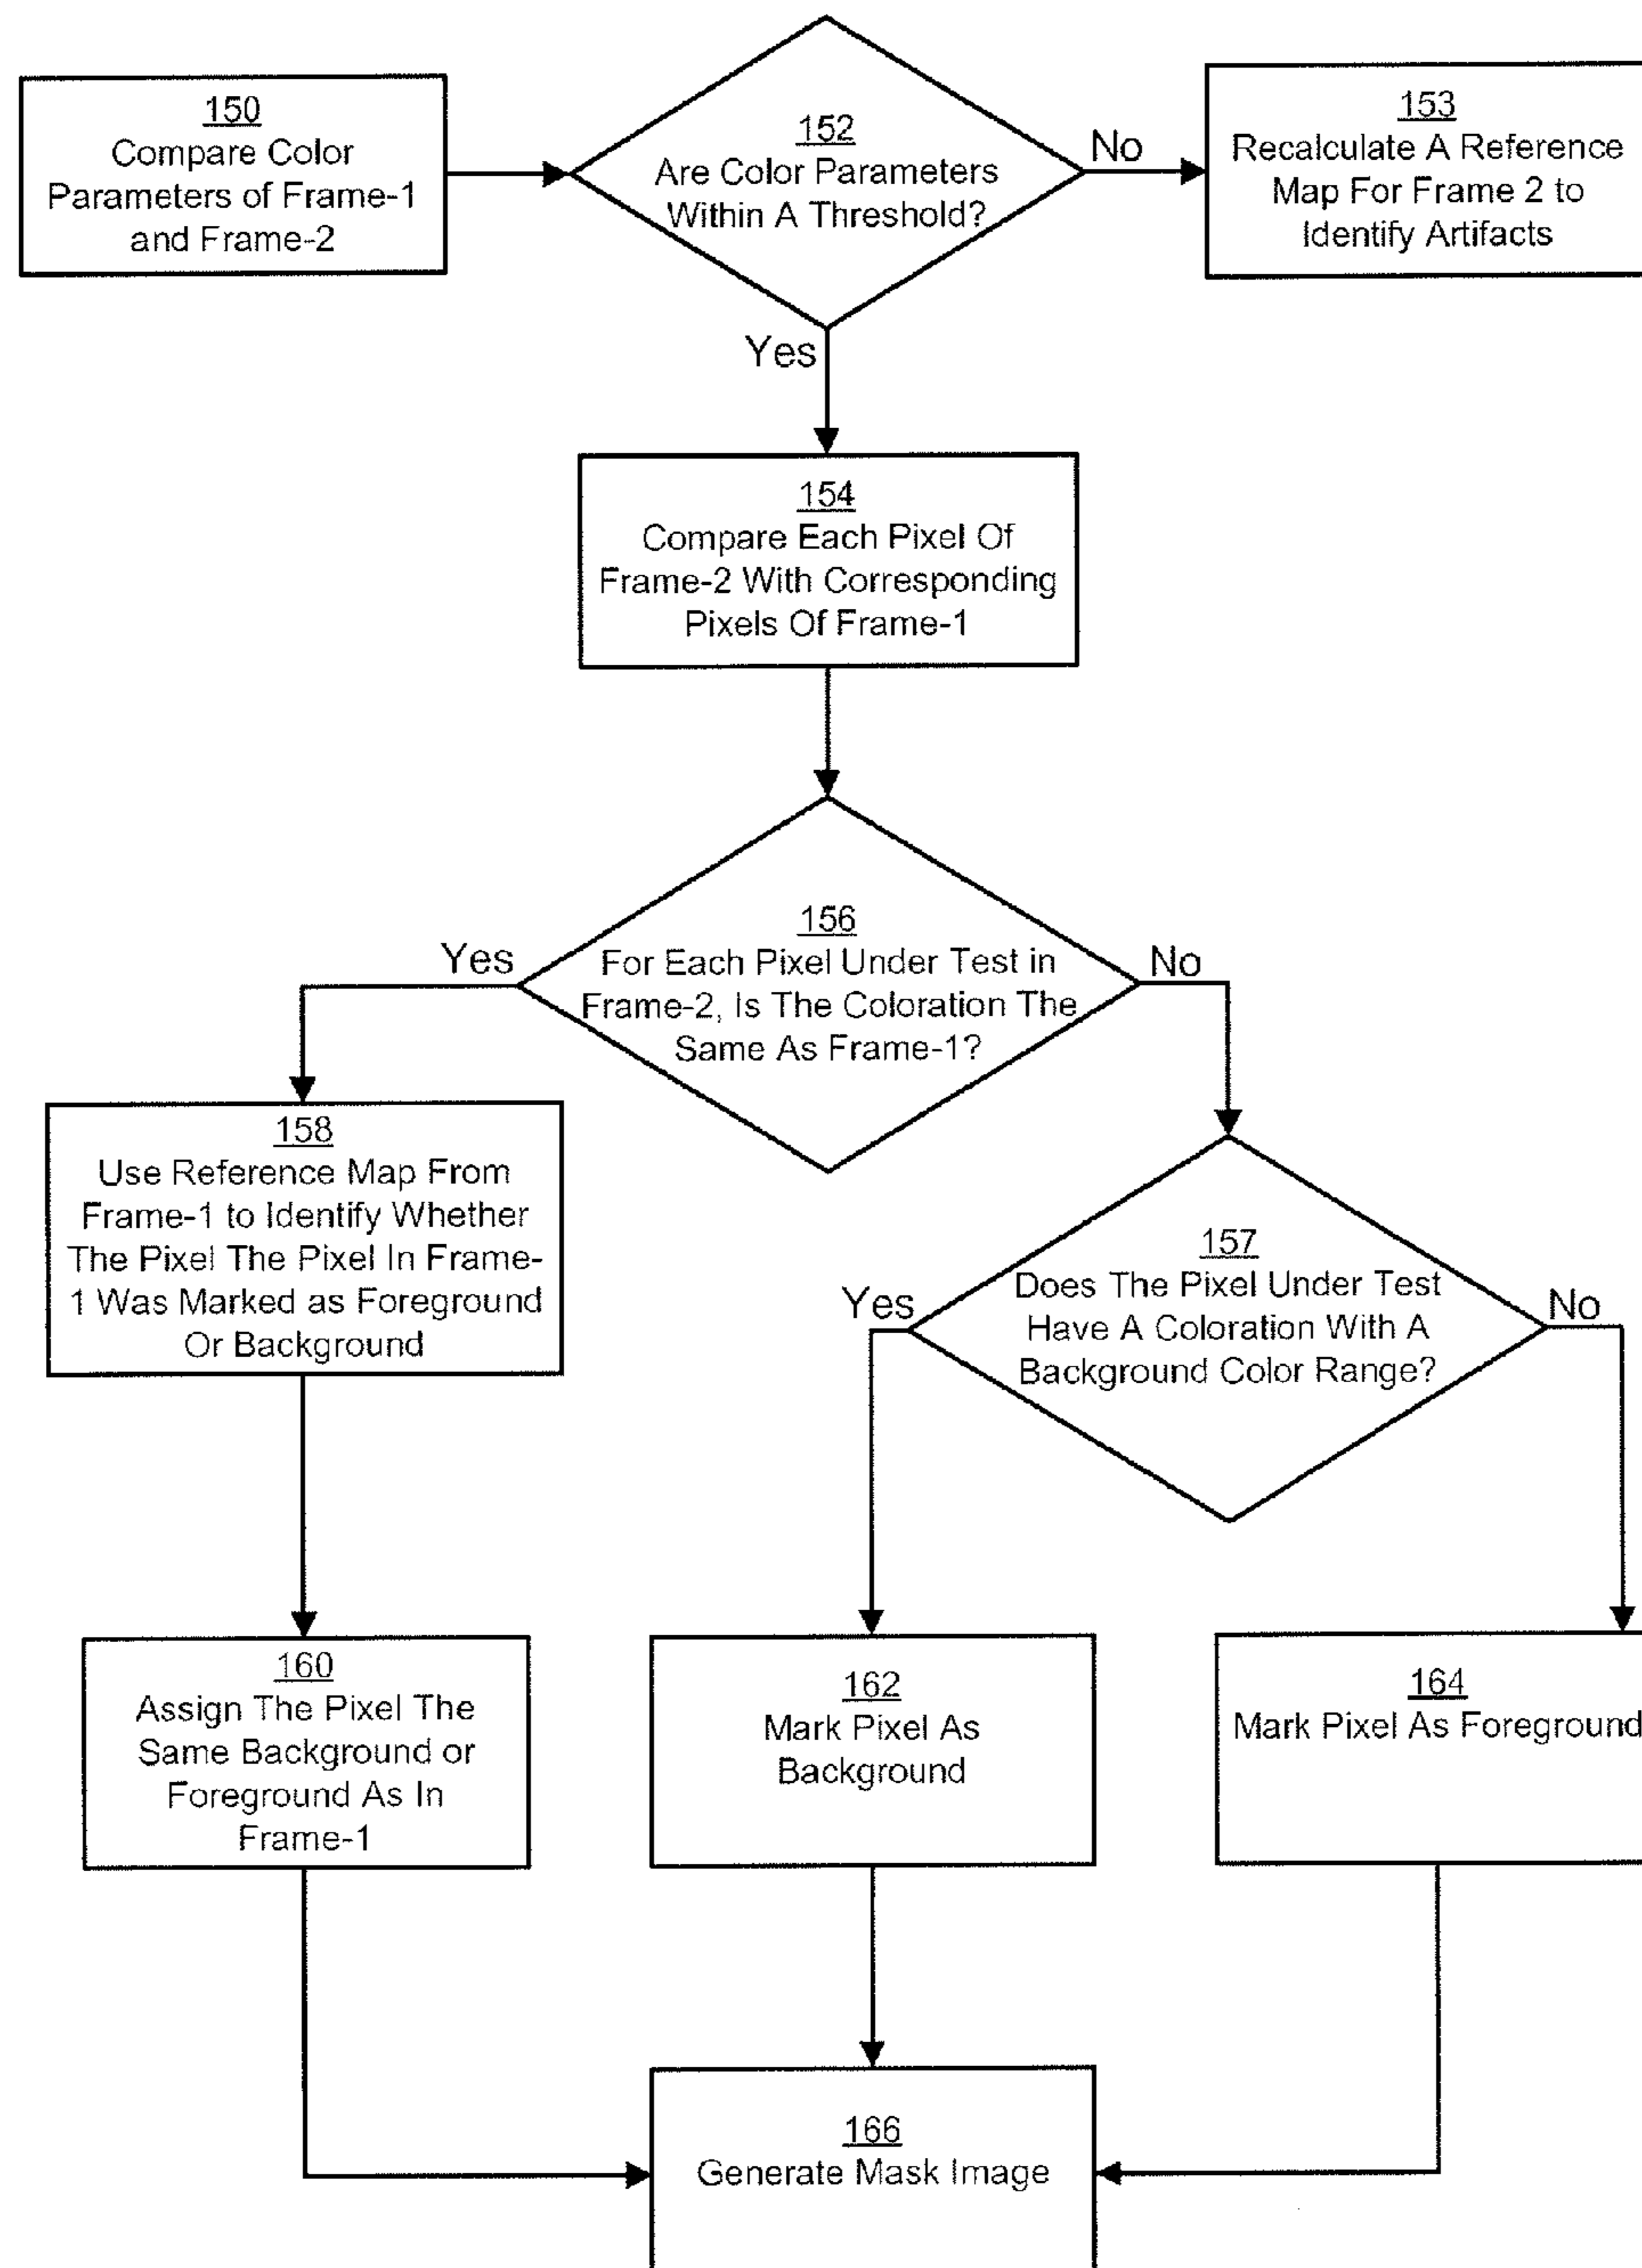 150
Compare Color
Parameters of Frame-1
and Frame-2
152
Are Color Parameters
Within A Threshold?
No
153
Recalculate A Reference
Map For Frame 2 to
Identify Artifacts
Yes
154
Compare Each Pixel Of
Frame-2 With Corresponding
Pixels Of Frame-1
156
For Each Pixel Under Test in
Frame-2, Is The Coloration The
Same As Frame-1?
Yes
No
158
Use Reference Map From
Frame-1 to Identify Whether
The Pixel The Pixel In Frame-
1 Was Marked as Foreground
Or Background
157
Does The Pixel Under Test
Have A Coloration With A
Background Color Range?
Yes
No
160
Assign The Pixel The
Same Background or
Foreground As In
Frame-1
162
Mark Pixel As
Background
164
Mark Pixel As Foreground
166
Generate Mask Image